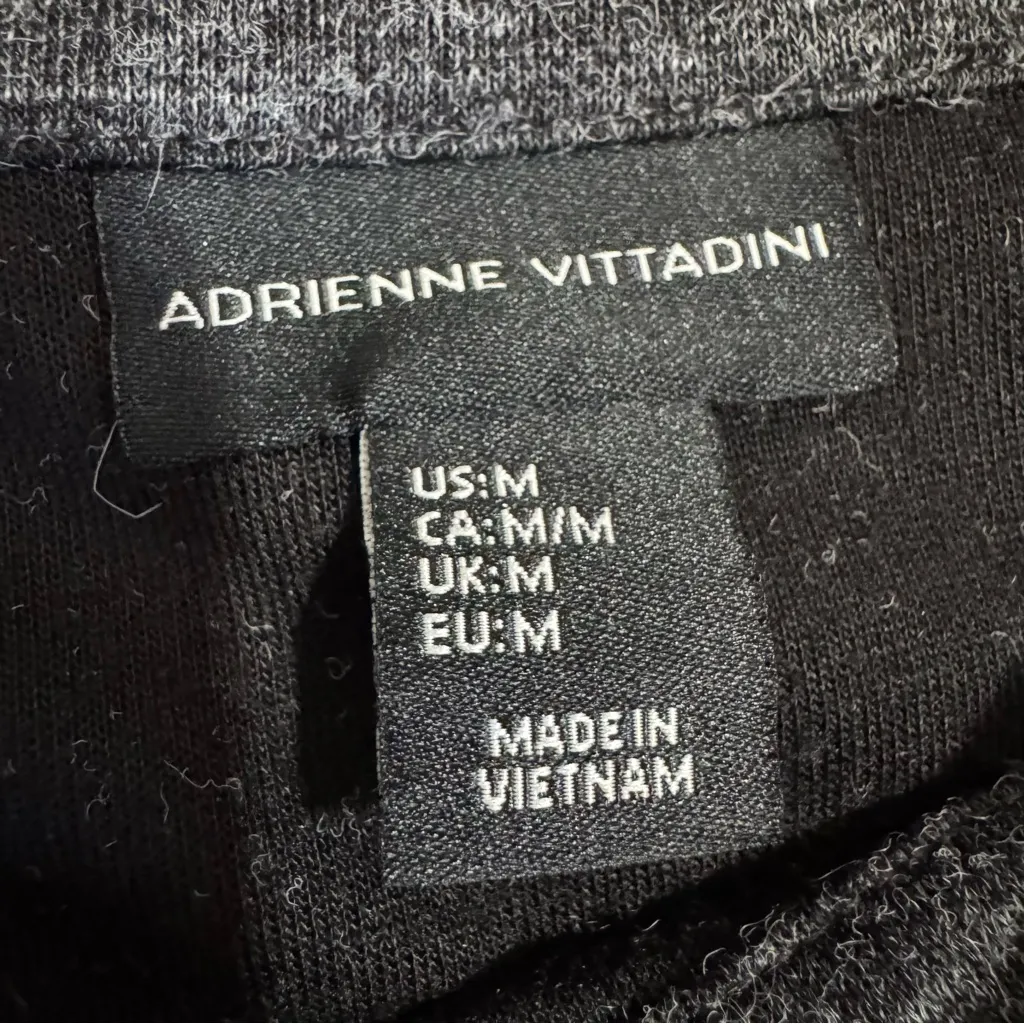 ADRIENNE VITTADINI
US:M
CA:M/M
UK:M
EU:M
MADE IN
VIETNAM